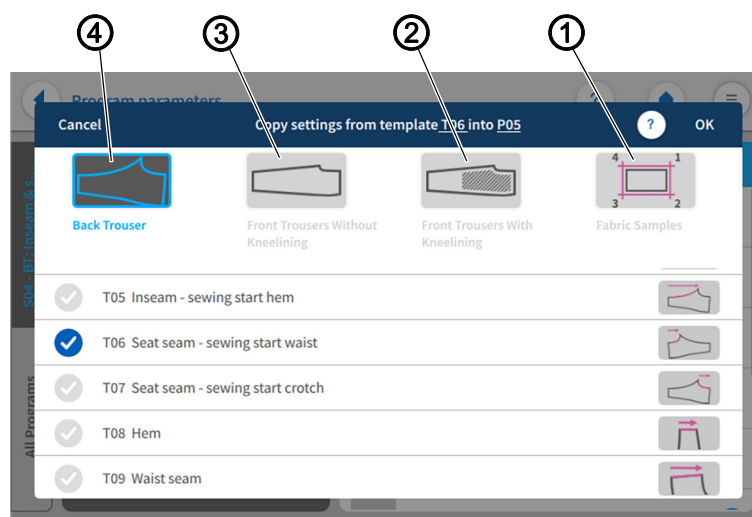 4 3 2 1
Program parameters
?
Cancel Copy settings from template T06 into P05 ? OK
4 1
3 2
Back Trouser
Front Trousers Without
Kneelining
Front Trousers With
Kneelining
Fabric Samples
S04 - BT: Inseam & s...
T05 Inseam - sewing start hem
T06 Seat seam - sewing start waist
T07 Seat seam - sewing start crotch
All Programs
T08 Hem
T09 Waist seam